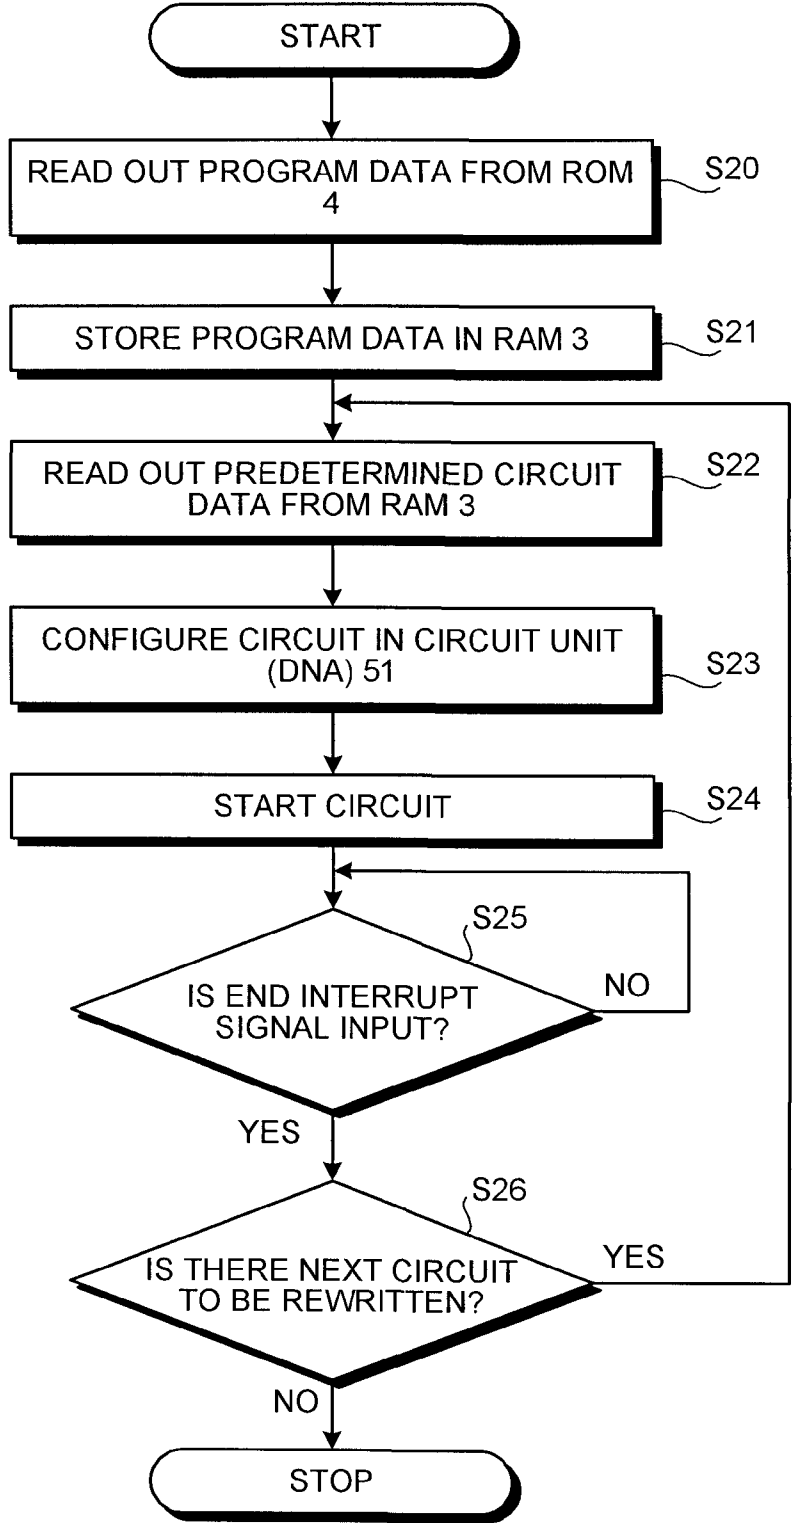 START
READ OUT PROGRAM DATA FROM ROM
4
S20
STORE PROGRAM DATA IN RAM 3
S21
READ OUT PREDETERMINED CIRCUIT
DATA FROM RAM 3
S22
CONFIGURE CIRCUIT IN CIRCUIT UNIT
(DNA) 51
S23
START CIRCUIT
S24
S25
IS END INTERRUPT
SIGNAL INPUT?
NO
YES
S26
IS THERE NEXT CIRCUIT
TO BE REWRITTEN?
YES
NO
STOP